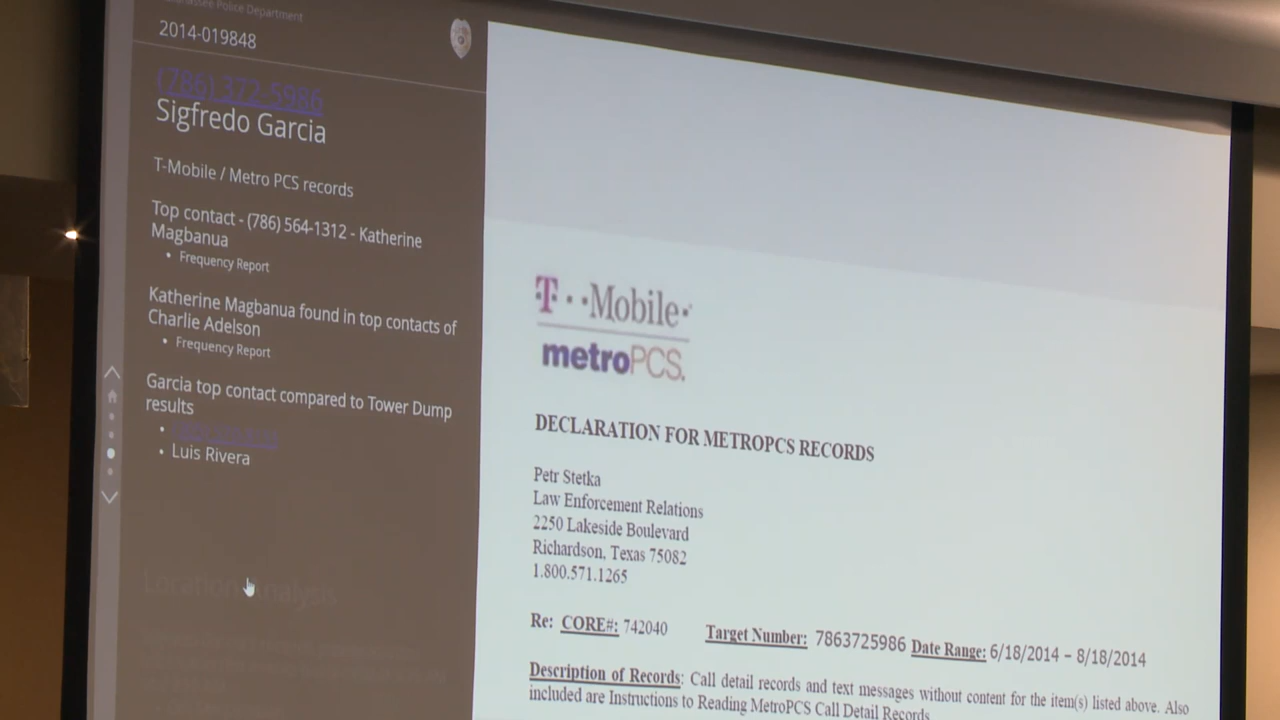 Police Department
2014-019848
(786) 372-5986
Sigfredo Garcia
T-Mobile / Metro PCS records
Top contact - (786) 564-1312 - Katherine
Magbanua
• Frequency Report
Katherine Magbanua found in top contacts of
Charlie Adelson
• Frequency Report
Garcia top contact compared to Tower Dump
results
• Luis Rivera
Location Analysis
T··Mobile·
metroPCS.
DECLARATION FOR METROPCS RECORDS
Petr Stetka
Law Enforcement Relations
2250 Lakeside Boulevard
Richardson, Texas 75082
1.800.571.1265
Re: CORE#: 742040 Target Number: 7863725986 Date Range: 6/18/2014 – 8/18/2014
Description of Records: Call detail records and text messages without content for the item(s) listed above. Also
included are Instructions to Reading MetroPCS Call Detail Records.